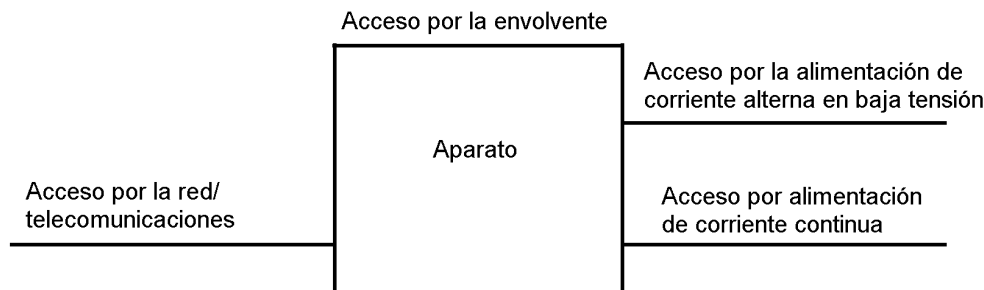 Acceso por la envolvente
Acceso por la alimentación de
corriente alterna en baja tensión
Aparato
Acceso por la red/
telecomunicaciones
Acceso por alimentación
de corriente continua